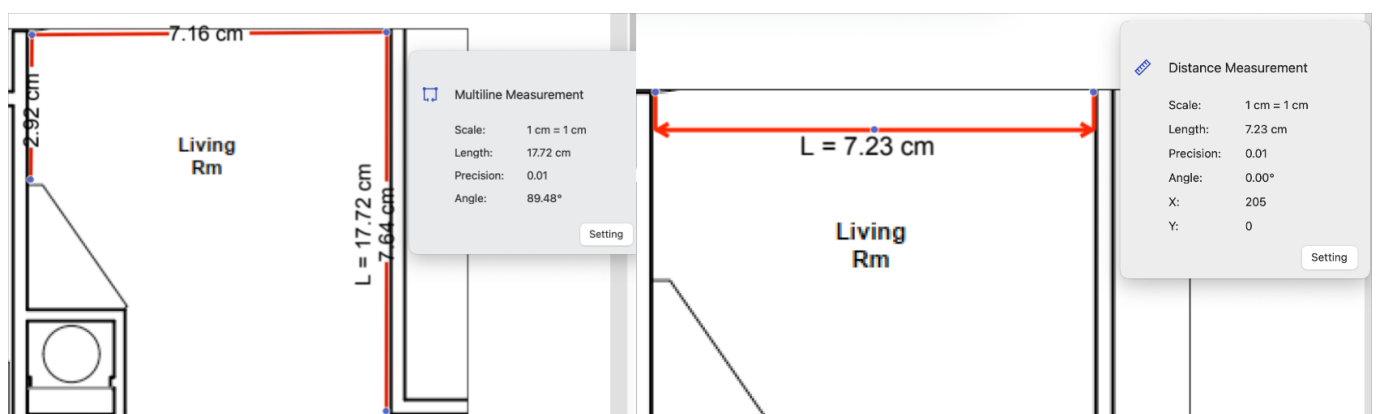 7.16 cm
2.92 cm
Living
Rm
L = 17.72 cm
7.64 cm
Multiline Measurement
Scale: 1 cm = 1 cm
Length: 17.72 cm
Precision: 0.01
Angle: 89.48°
Setting
L = 7.23 cm
Living
Rm
Distance Measurement
Scale: 1 cm = 1 cm
Length: 7.23 cm
Precision: 0.01
Angle: 0.00°
X: 205
Y: 0
Setting